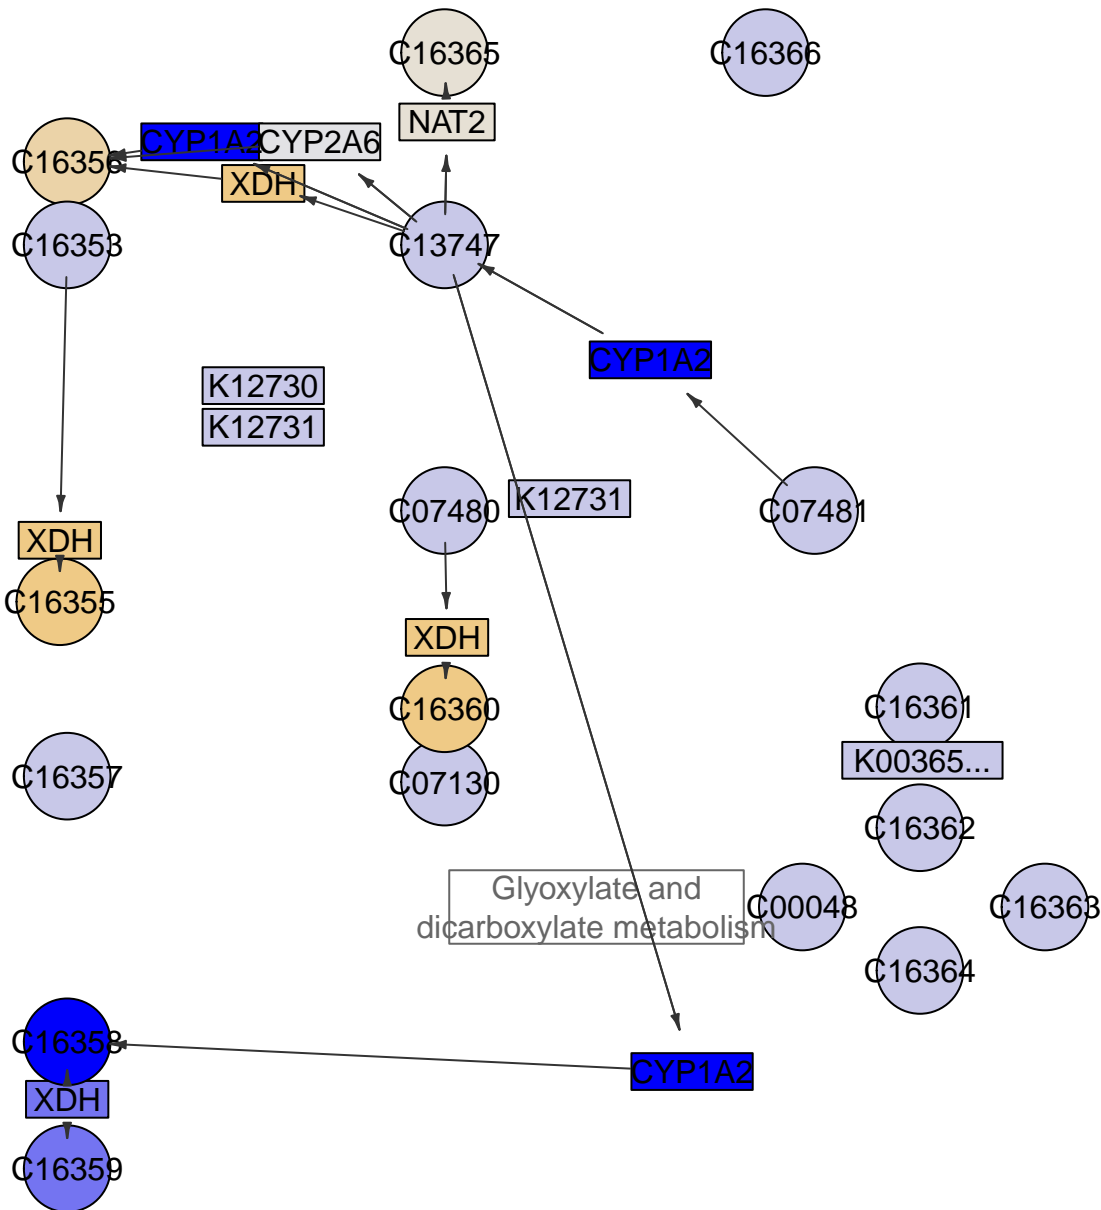 C16365
C16366
NAT2
CYP1A2
CYP2A6
C16356
XDH
C16353
C13747
CYP1A2
K12730
K12731
C07480
K12731
C07481
XDH
C16355
XDH
C16360
C16361
C16357
C07130
K00365...
C16362
Glyoxylate and
dicarboxylate metabolism
C00048
C16363
C16364
C16358
CYP1A2
XDH
C16359